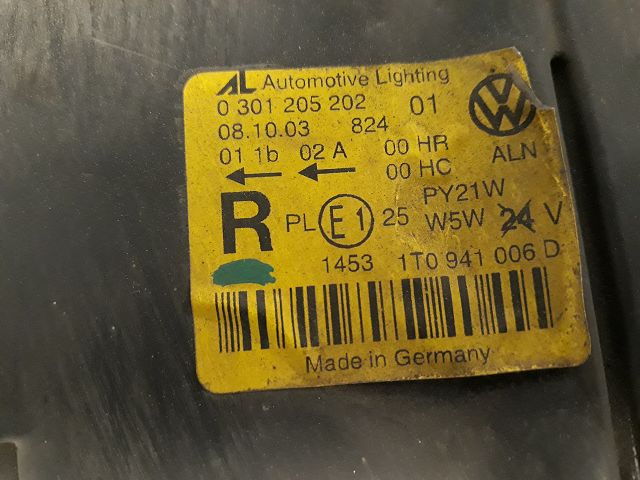 AL Automotive Lighting
0 301 205 202 01
08.10.03 824
01 1b 02 A 00 HR
00 HC ALN
R PL E1 25 PY21W
W5W 24 V
1453 1T0 941 006 D
Made in Germany